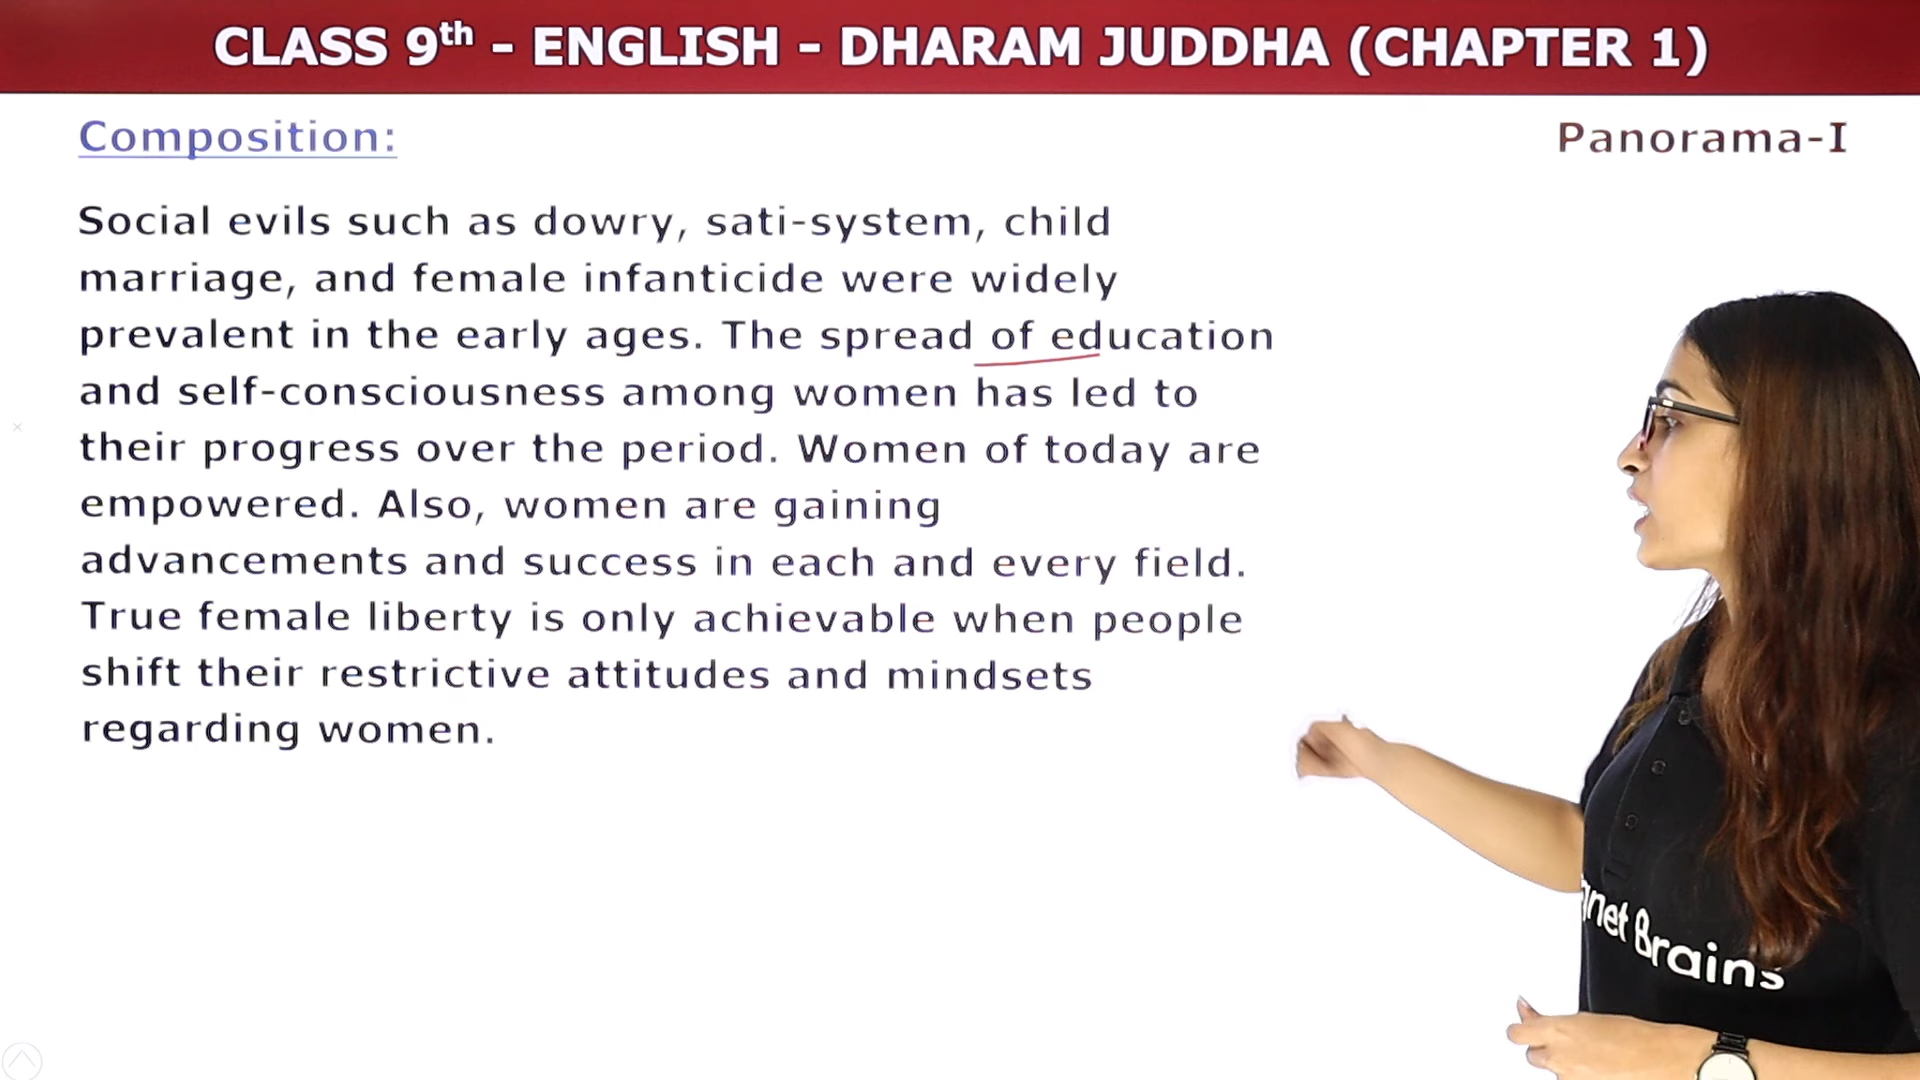 CLASS 9th - ENGLISH - DHARAM JUDDHA (CHAPTER 1)
Composition:
Panorama-I
Social evils such as dowry, sati-system, child
marriage, and female infanticide were widely
prevalent in the early ages. The spread of education
and self-consciousness among women has led to
their progress over the period. Women of today are
empowered. Also, women are gaining
advancements and success in each and every field.
True female liberty is only achievable when people
shift their restrictive attitudes and mindsets
regarding women.
Brains